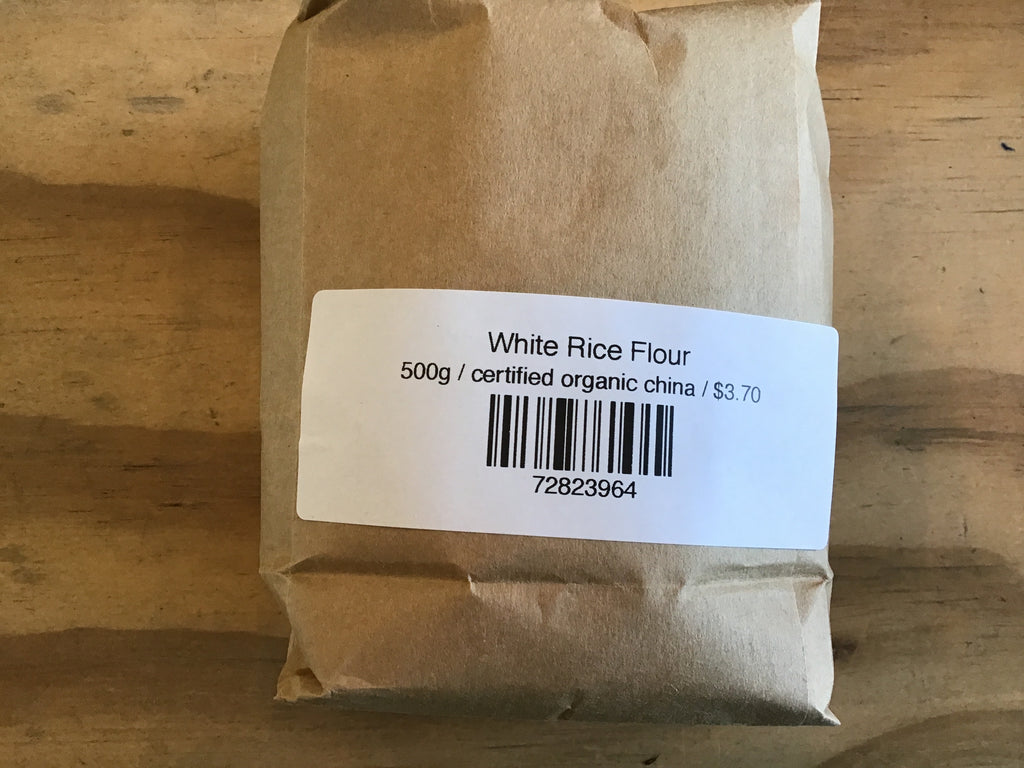 White Rice Flour
500g / certified organic china / $3.70
72823964